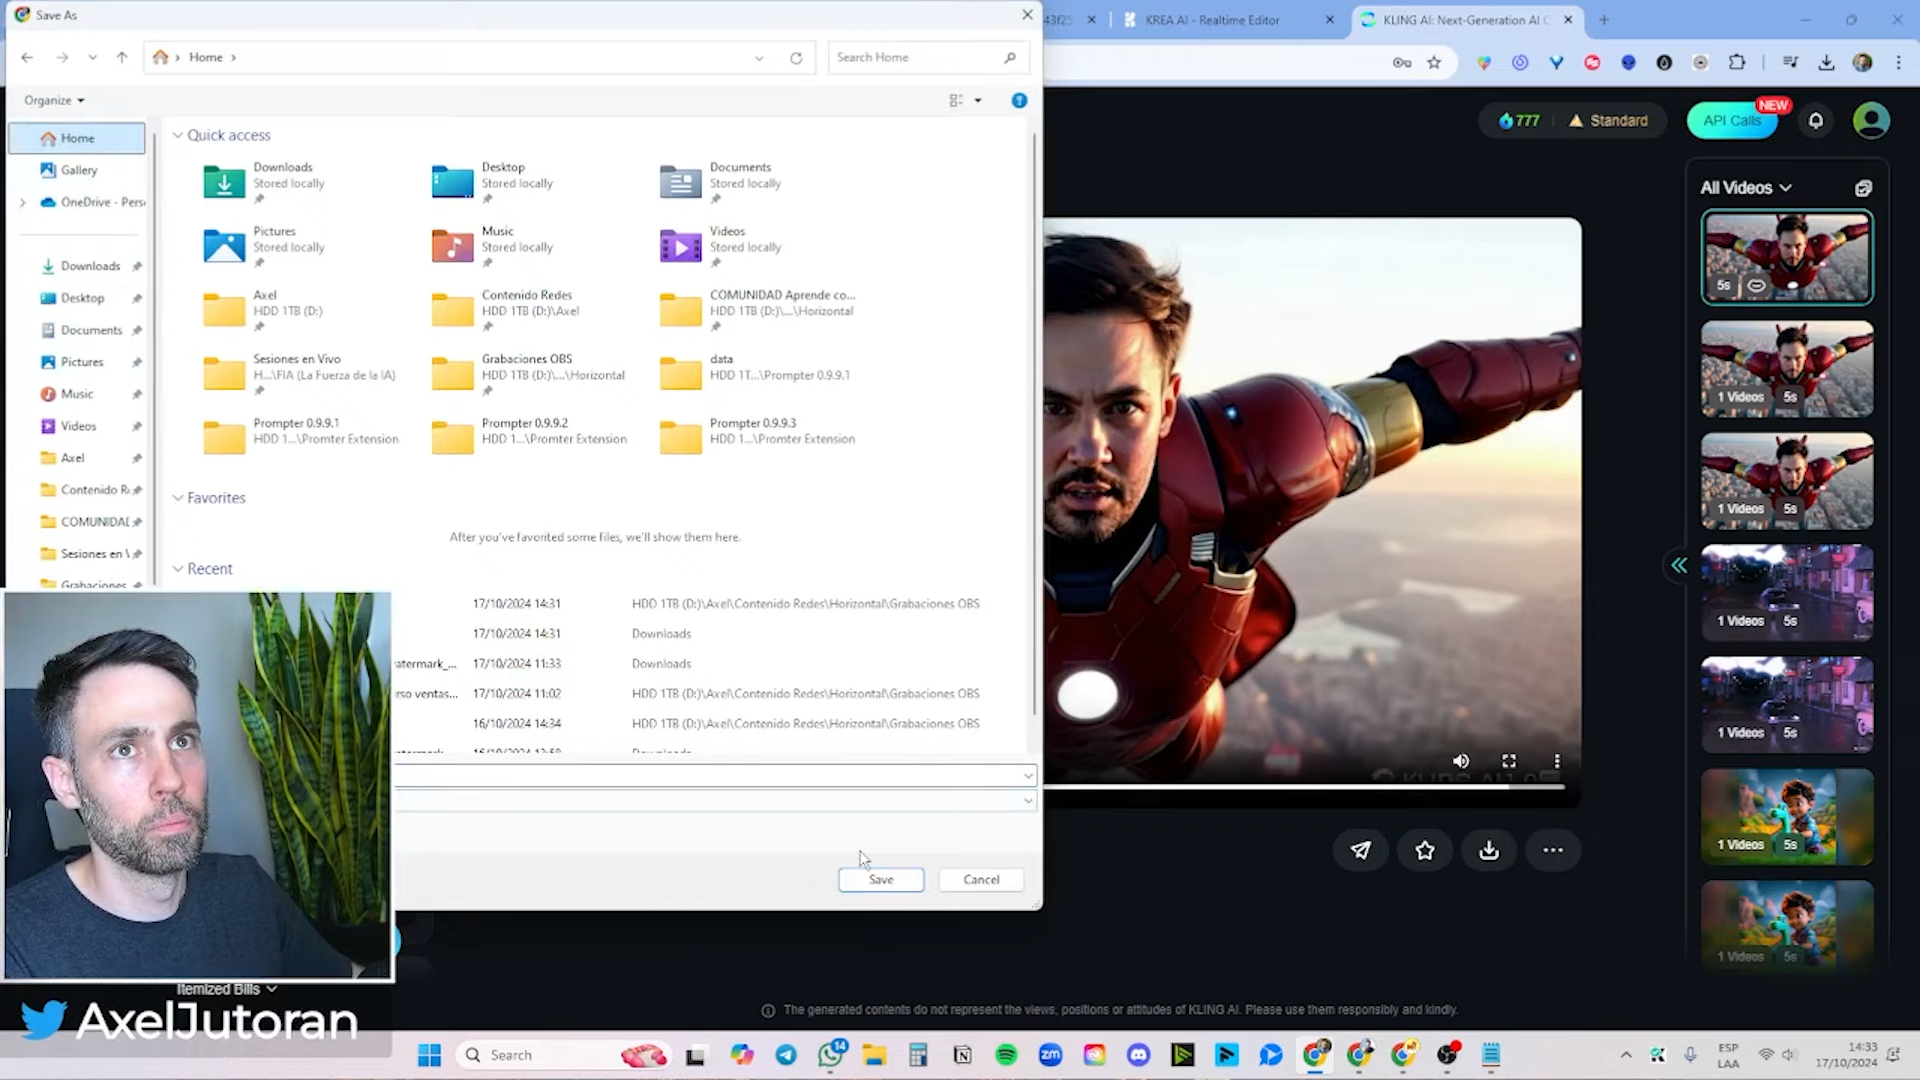 Save As
43f25
KREA AI - Realtime Editor
KLING AI: Next-Generation AI C
Home
Search Home
Organize
777
Standard
API Calls
NEW
Home
Gallery
OneDrive - Pers
Downloads
Desktop
Documents
Pictures
Music
Videos
Axel
Contenido R
COMUNIDAD
Sesiones en V
Grabaciones
Quick access
Downloads
Stored locally
Desktop
Stored locally
Documents
Stored locally
Pictures
Stored locally
Music
Stored locally
Videos
Stored locally
Axel
HDD 1TB (D:)
Contenido Redes
HDD 1TB (D:)\Axel
COMUNIDAD Aprende co...
HDD 1TB (D:)\...\Horizontal
Sesiones en Vivo
H...\FIA (La Fuerza de la IA)
Grabaciones OBS
HDD 1TB (D:)\...\Horizontal
data
HDD 1T...\Prompter 0.9.9.1
Prompter 0.9.9.1
HDD 1...\Promter Extension
Prompter 0.9.9.2
HDD 1...\Promter Extension
Prompter 0.9.9.3
HDD 1...\Promter Extension
Favorites
After you've favorited some files, we'll show them here.
Recent
17/10/2024 14:31 HDD 1TB (D:)\Axel\Contenido Redes\Horizontal\Grabaciones OBS
17/10/2024 14:31 Downloads
atermark_... 17/10/2024 11:33 Downloads
rso ventas... 17/10/2024 11:02 HDD 1TB (D:)\Axel\Contenido Redes\Horizontal\Grabaciones OBS
16/10/2024 14:34 HDD 1TB (D:)\Axel\Contenido Redes\Horizontal\Grabaciones OBS
Save
Cancel
All Videos
5s
1 Videos 5s
1 Videos 5s
1 Videos 5s
1 Videos 5s
1 Videos 5s
1 Videos 5s
Itemized Bills
AxelJutoran
The generated contents do not represent the views, positions or attitudes of KLING AI. Please use them responsibly and kindly.
Search
14
zm
ESP
LAA
14:33
17/10/2024